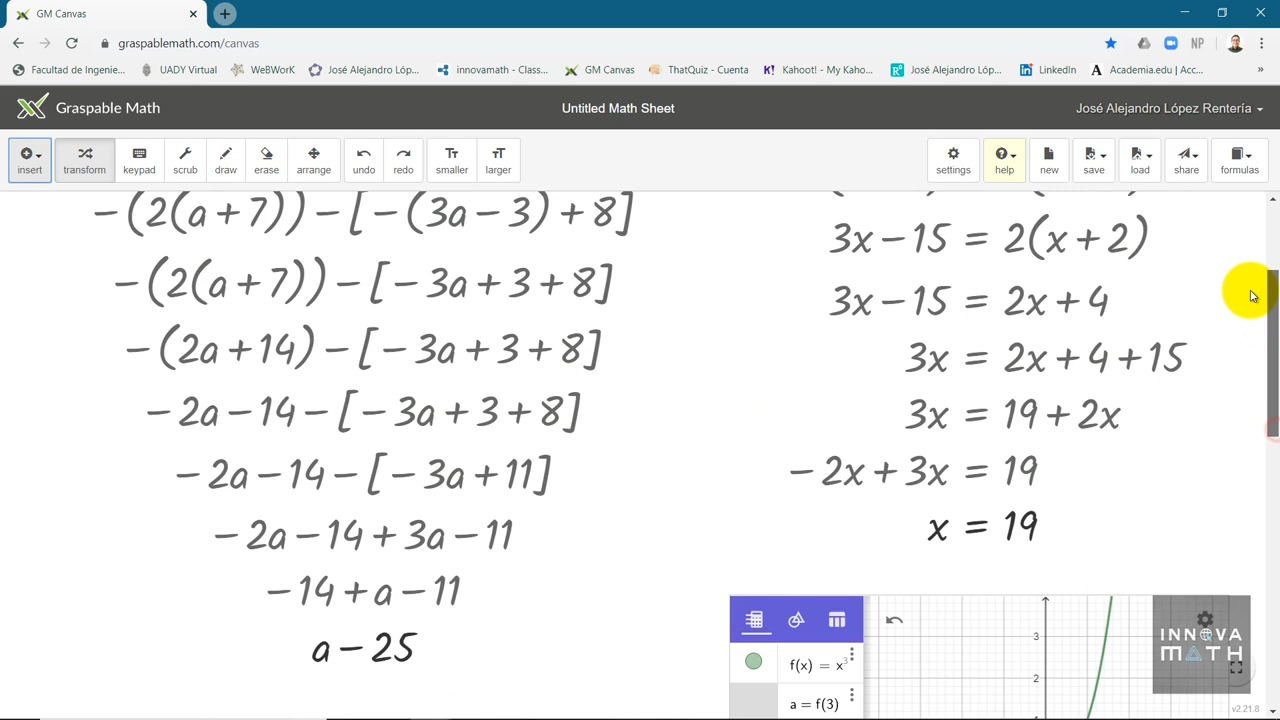 GM Canvas
graspablemath.com/canvas
NP
Facultad de Ingenie...
UADY Virtual
WeBWorK
José Alejandro Lóp...
innovamath - Class...
GM Canvas
ThatQuiz - Cuenta
Kahoot! - My Kaho...
José Alejandro Lóp...
LinkedIn
Academia.edu | Acc...
»
Graspable Math
Untitled Math Sheet
José Alejandro López Rentería
insert
transform
keypad
scrub
draw
erase
arrange
undo
redo
smaller
larger
settings
help
new
save
load
share
formulas
−(2(a+7))−[−(3a−3)+8]
−(2(a+7))−[−3a+3+8]
−(2a+14)−[−3a+3+8]
−2a−14−[−3a+3+8]
−2a−14−[−3a+11]
−2a−14+3a−11
−14+a−11
a−25
3x−15 = 2(x+2)
3x−15 = 2x+4
3x = 2x+4+15
3x = 19+2x
−2x+3x = 19
x = 19
f(x) = x³
a = f(3)
3
2
INNOVA
MATH
v2.21.8